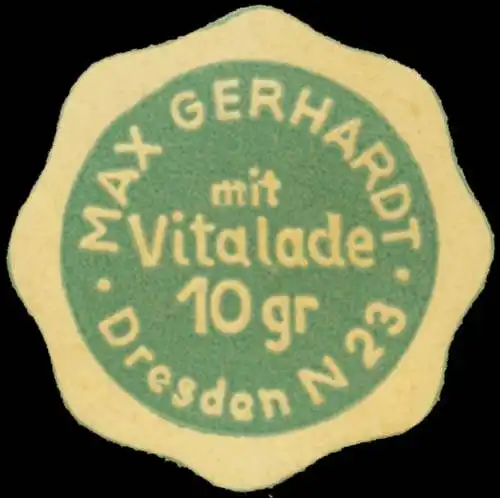 MAX GERHARDT
mit
Vitalade
10 gr
· Dresden N 23 ·